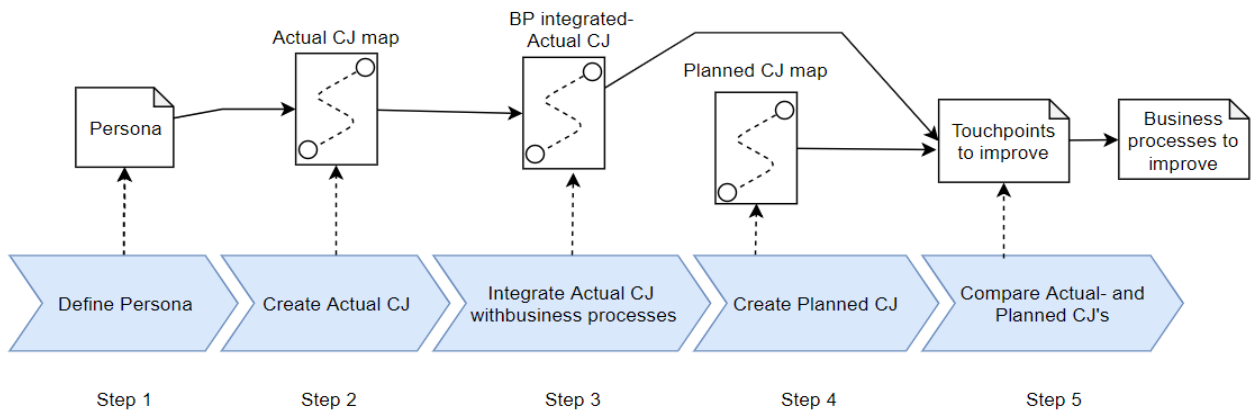 Actual CJ map
BP integrated-
Actual CJ
Planned CJ map
Persona
Touchpoints
to improve
Business
processes to
improve
Define Persona
Create Actual CJ
Integrate Actual CJ
withbusiness processes
Create Planned CJ
Compare Actual- and
Planned CJ's
Step 1
Step 2
Step 3
Step 4
Step 5